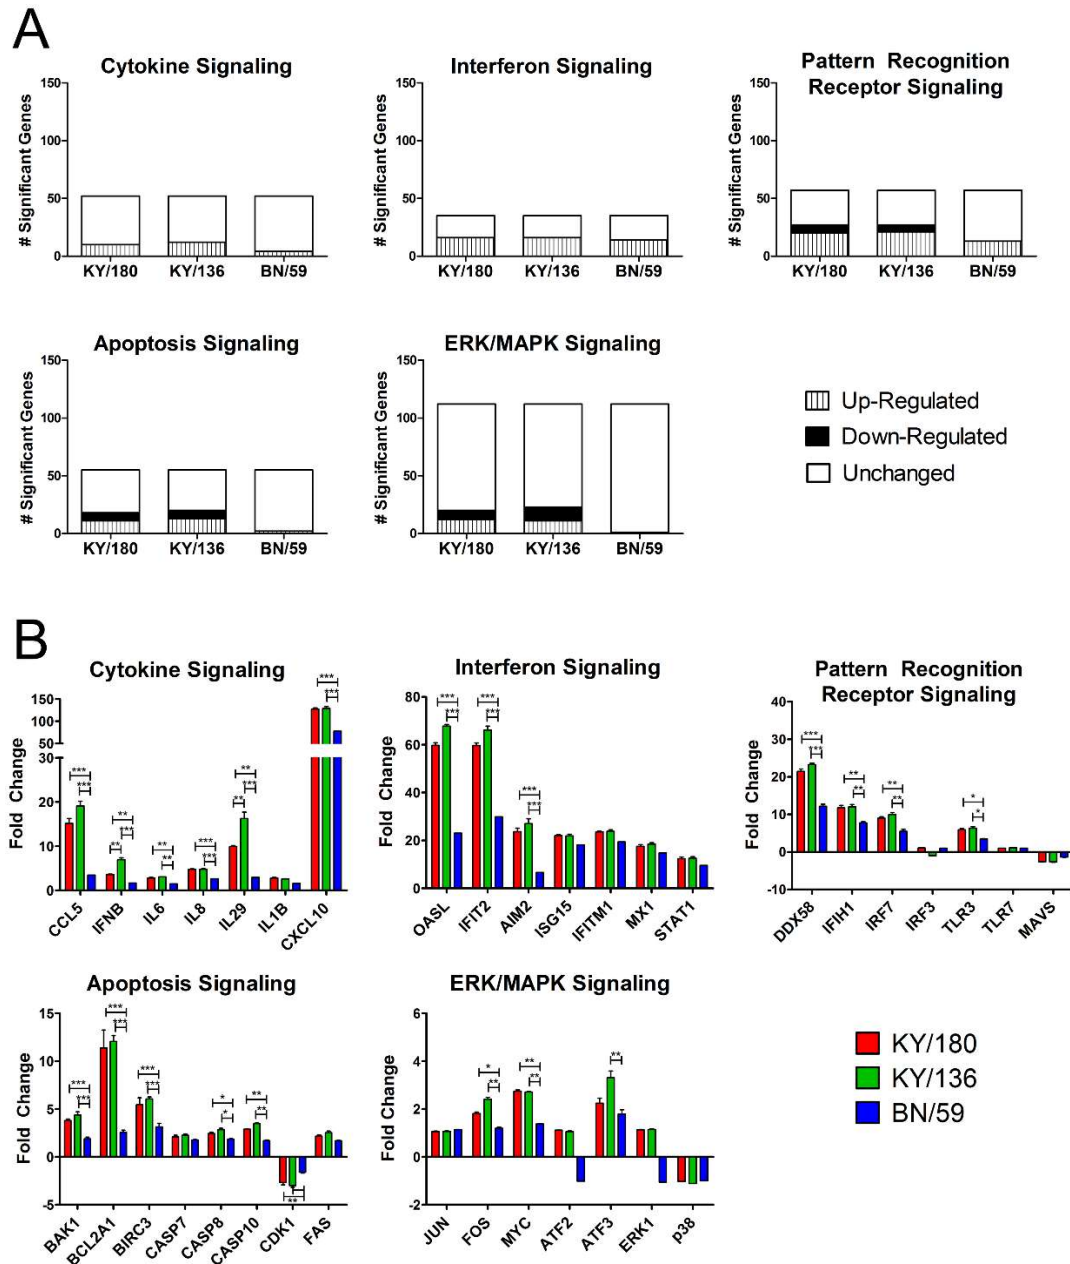 A
Cytokine Signaling
# Significant Genes
150
100
50
0
KY/180 KY/136 BN/59
Interferon Signaling
# Significant Genes
150
100
50
0
KY/180 KY/136 BN/59
Pattern Recognition
Receptor Signaling
# Significant Genes
150
100
50
0
KY/180 KY/136 BN/59
Apoptosis Signaling
# Significant Genes
150
100
50
0
KY/180 KY/136 BN/59
ERK/MAPK Signaling
# Significant Genes
150
100
50
0
KY/180 KY/136 BN/59
Up-Regulated
Down-Regulated
Unchanged
B
Cytokine Signaling
Fold Change
150
100
50
30
20
10
0
*** *** ** ** *** ** ** *** *** ** ** *** *** ***
CCL5 IFNB IL6 IL8 IL29 IL1B CXCL10
Interferon Signaling
Fold Change
80
60
40
20
0
*** *** *** *** *** ***
OASL IFIT2 AIM2 ISG15 IFITM1 MX1 STAT1
Pattern Recognition
Receptor Signaling
Fold Change
40
30
20
10
0
-10
*** *** ** ** ** ** * *
DDX58 IFIH1 IRF7 IRF3 TLR3 TLR7 MAVS
Apoptosis Signaling
Fold Change
15
10
5
0
-5
*** *** *** *** *** *** * * ** ** **
BAK1 BCL2A1 BIRC3 CASP7 CASP8 CASP10 CDK1 FAS
ERK/MAPK Signaling
Fold Change
6
4
2
0
-2
* ** ** ** **
JUN FOS MYC ATF2 ATF3 ERK1 p38
KY/180
KY/136
BN/59